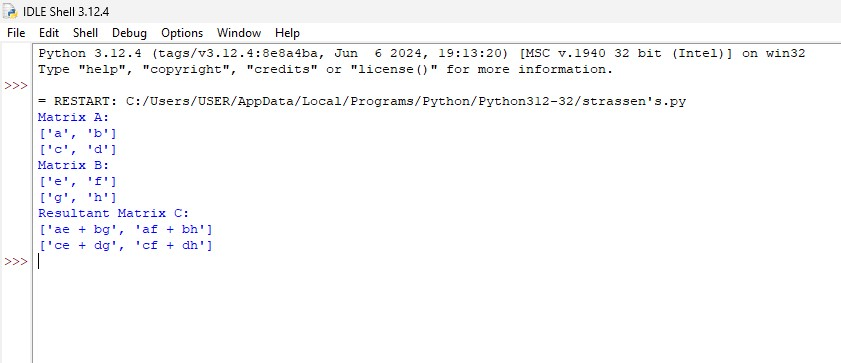 IDLE Shell 3.12.4
File Edit Shell Debug Options Window Help
Python 3.12.4 (tags/v3.12.4:8e8a4ba, Jun  6 2024, 19:13:20) [MSC v.1940 32 bit (Intel)] on win32
Type "help", "copyright", "credits" or "license()" for more information.
>>>
= RESTART: C:/Users/USER/AppData/Local/Programs/Python/Python312-32/strassen's.py
Matrix A:
['a', 'b']
['c', 'd']
Matrix B:
['e', 'f']
['g', 'h']
Resultant Matrix C:
['ae + bg', 'af + bh']
['ce + dg', 'cf + dh']
>>>